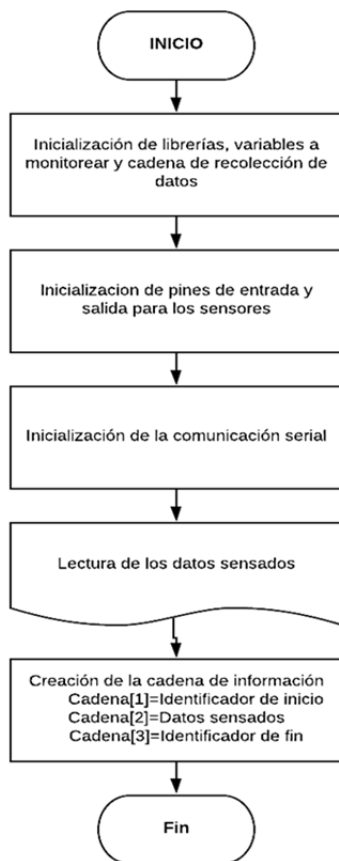 INICIO
Inicialización de librerías, variables a
monitorear y cadena de recolección de
datos
Inicializacion de pines de entrada y
salida para los sensores
Inicialización de la comunicación serial
Lectura de los datos sensados
Creación de la cadena de información
Cadena[1]=Identificador de inicio
Cadena[2]=Datos sensados
Cadena[3]=Identificador de fin
Fin